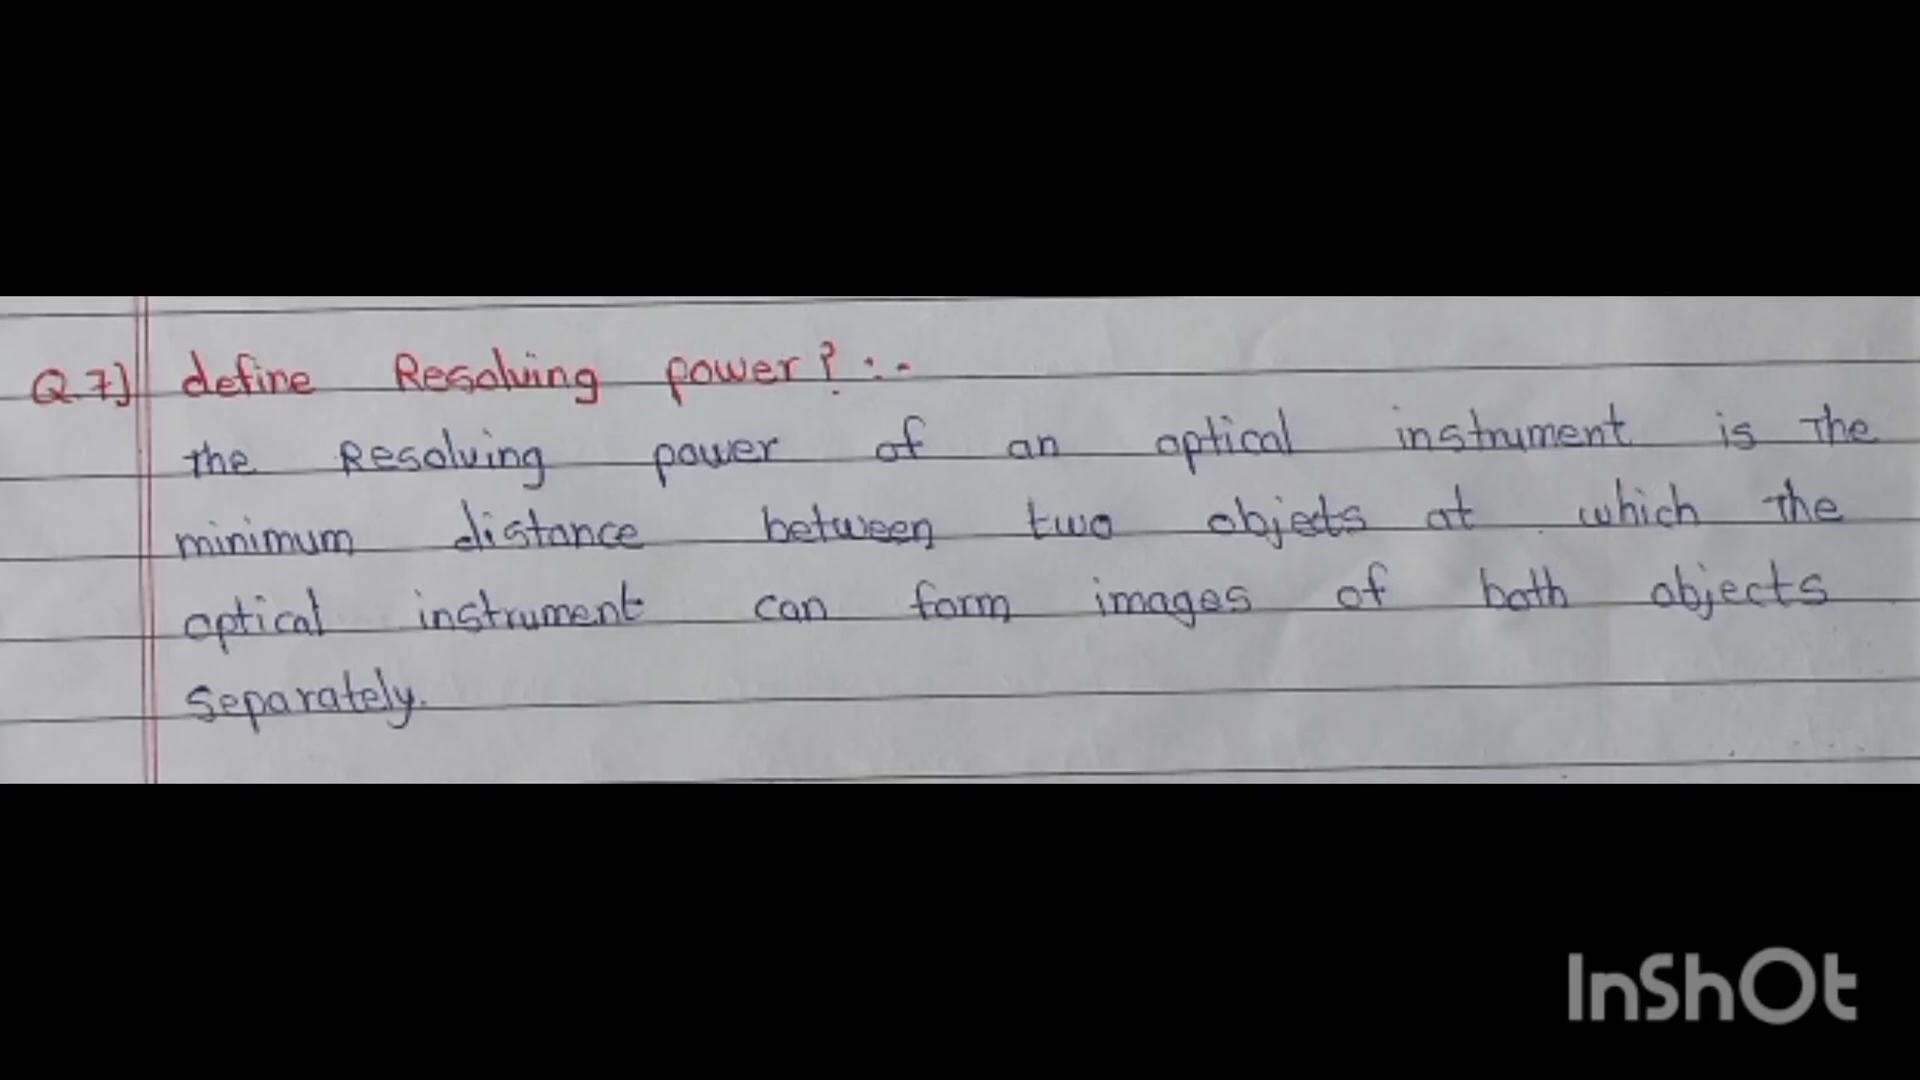 Q.7] define Resolving power? :-
the Resolving power of an optical instrument is the
minimum distance between two objects at which the
optical instrument can form images of both objects
separately.
InShOt